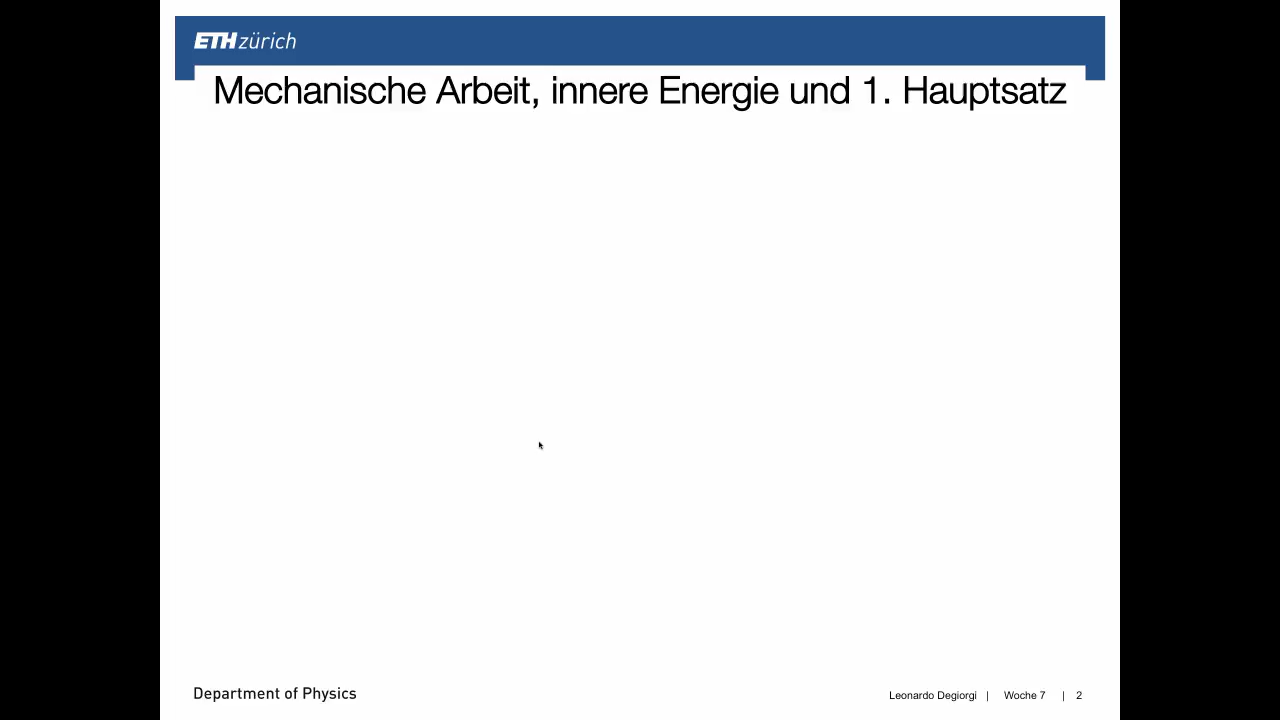 ETH zürich
Mechanische Arbeit, innere Energie und 1. Hauptsatz
Department of Physics
Leonardo Degiorgi | Woche 7 | 2